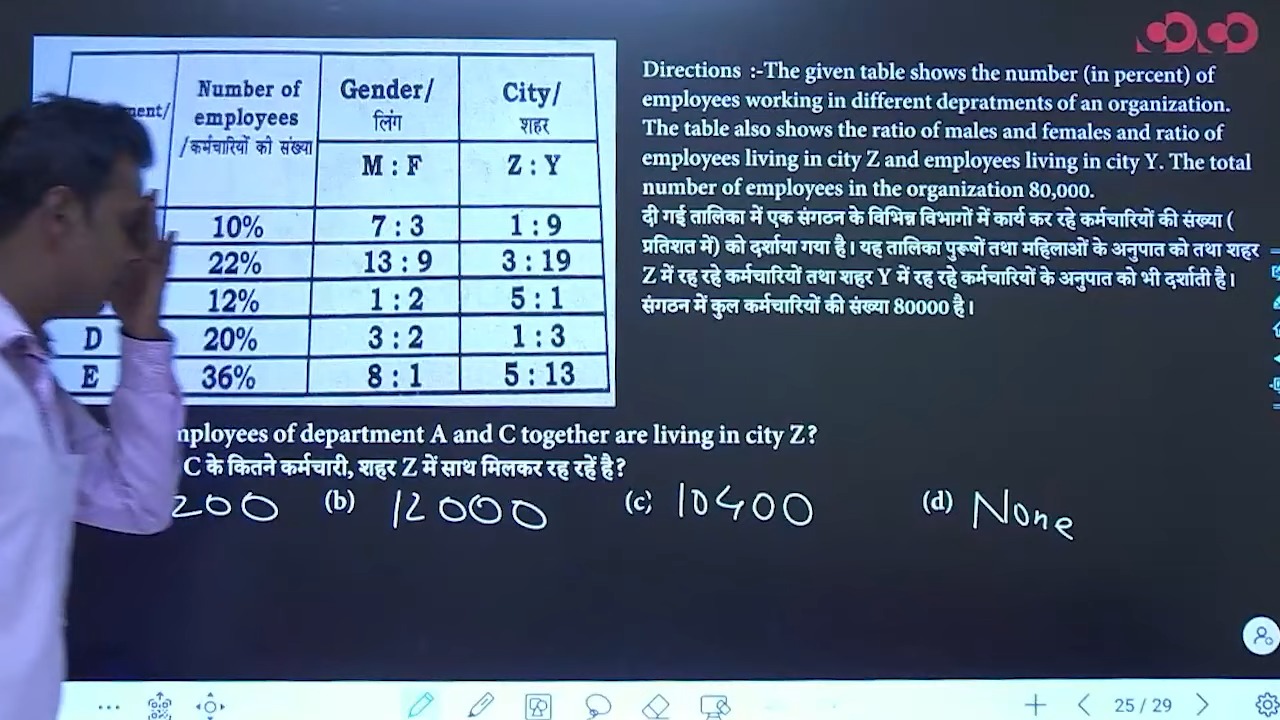 Number of employees /कर्मचारियों की संख्या
Gender/ लिंग
City/ शहर
M : F
Z : Y
10% 7 : 3 1 : 9
22% 13 : 9 3 : 19
12% 1 : 2 5 : 1
D 20% 3 : 2 1 : 3
E 36% 8 : 1 5 : 13
Directions :-The given table shows the number (in percent) of
employees working in different depratments of an organization.
The table also shows the ratio of males and females and ratio of
employees living in city Z and employees living in city Y. The total
number of employees in the organization 80,000.
दी गई तालिका में एक संगठन के विभिन्न विभागों में कार्य कर रहे कर्मचारियों की संख्या (
प्रतिशत में) को दर्शाया गया है। यह तालिका पुरूषों तथा महिलाओं के अनुपात को तथा शहर
Z में रह रहे कर्मचारियों तथा शहर Y में रह रहे कर्मचारियों के अनुपात को भी दर्शाती है।
संगठन में कुल कर्मचारियों की संख्या 80000 है।
of department A and C together are living in city Z?
C के कितने कर्मचारी, शहर Z में साथ मिलकर रह रहें है?
200 (b) 12000 (c) 10400 (d) None
25 / 29